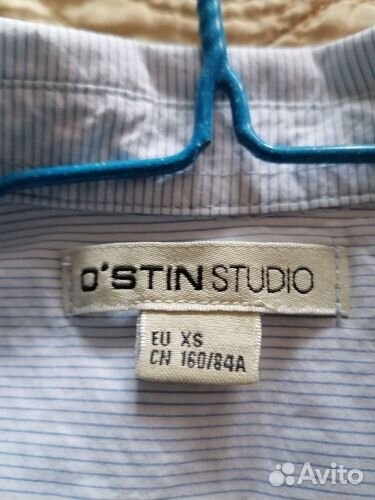 O'STIN STUDIO
EU XS
CH 160/84A
Avito